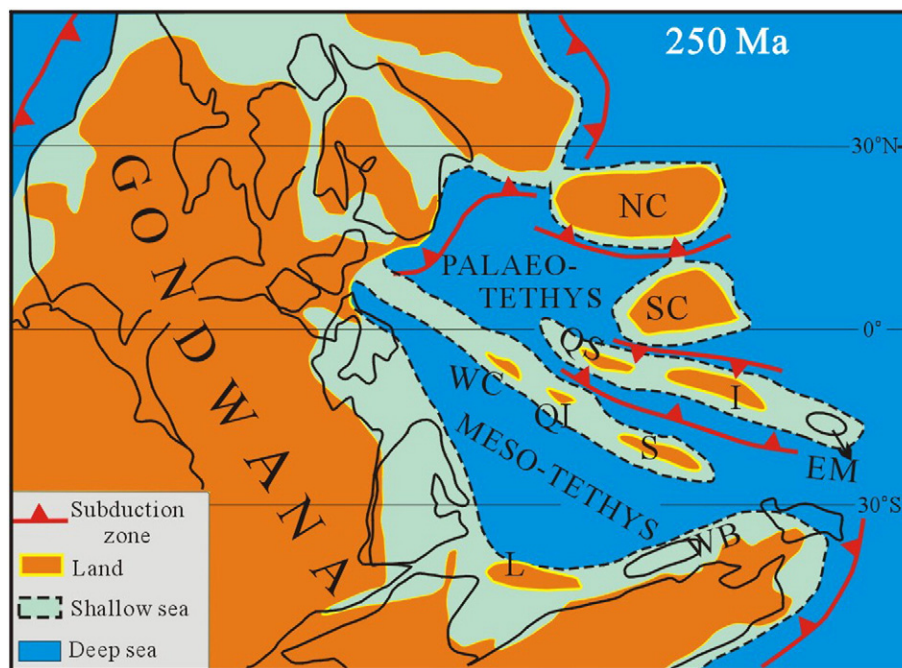 250 Ma
30°N
NC
GONDWANA
PALAEO-
TETHYS
SC
0°
QS
WC
I
QI
MESO-TETHYS
S
EM
30°S
WB
L
Subduction
zone
Land
Shallow sea
Deep sea